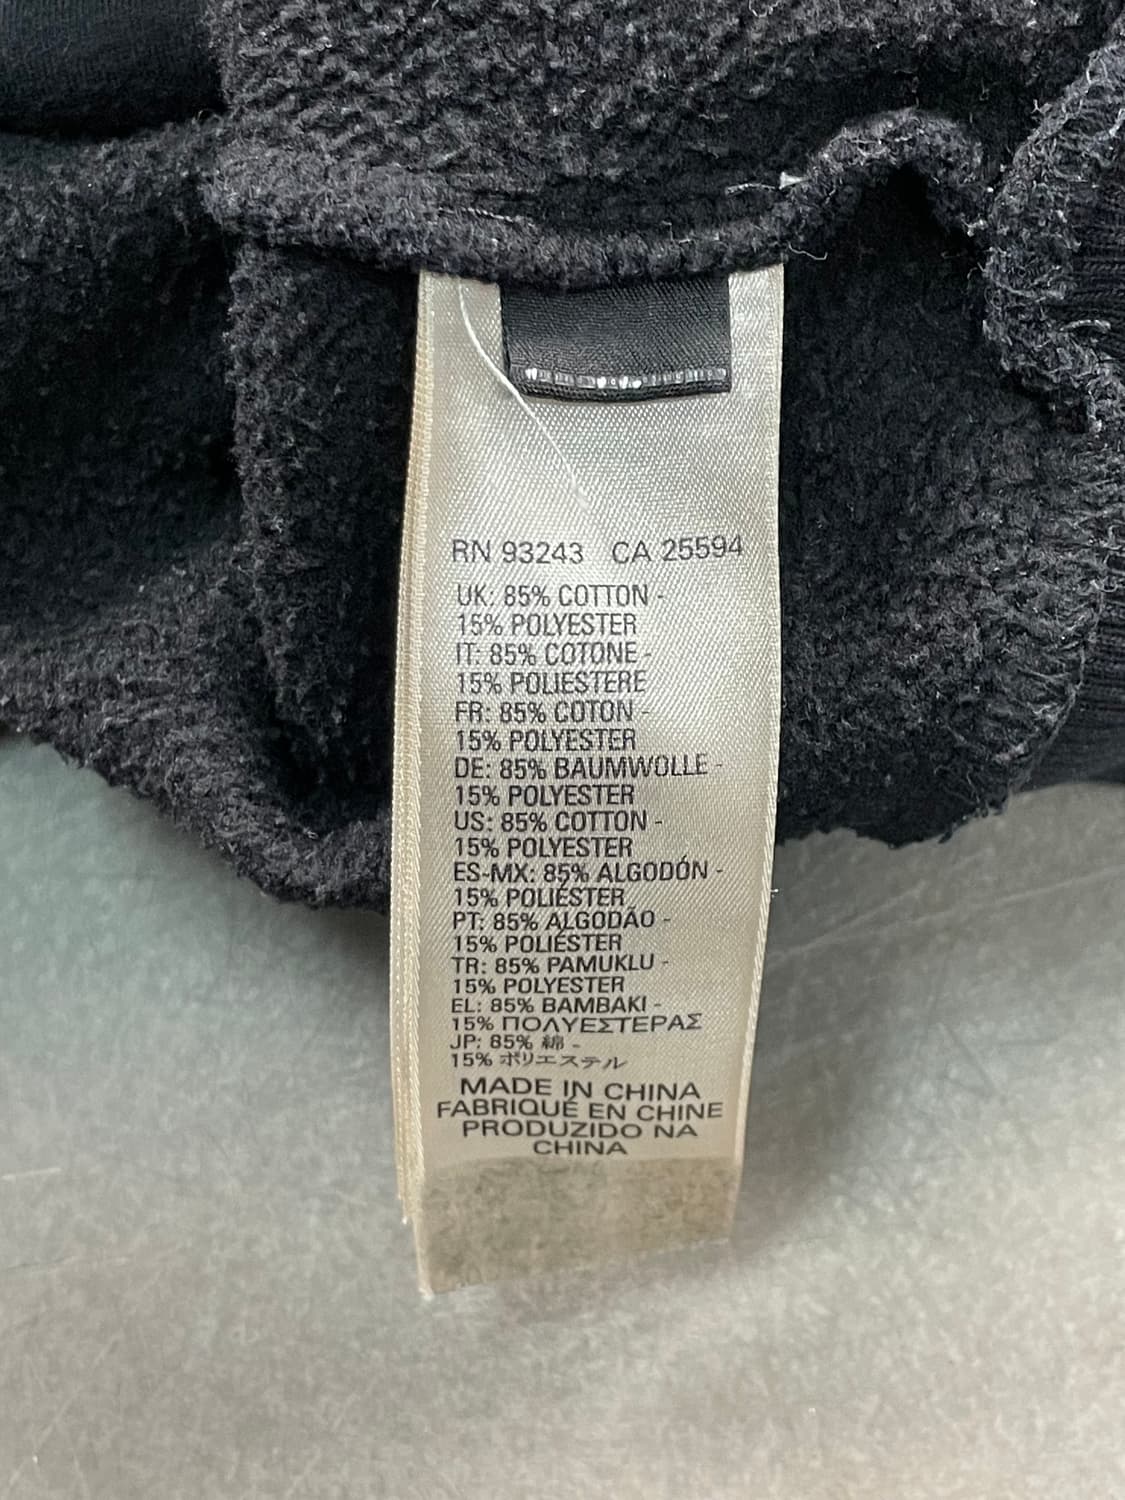 RN 93243 CA 25594
UK: 85% COTTON -
15% POLYESTER
IT: 85% COTONE -
15% POLIESTERE
FR: 85% COTON -
15% POLYESTER
DE: 85% BAUMWOLLE -
15% POLYESTER
US: 85% COTTON -
15% POLYESTER
ES-MX: 85% ALGODÓN -
15% POLIÉSTER
PT: 85% ALGODÃO -
15% POLIÉSTER
TR: 85% PAMUKLU -
15% POLYESTER
EL: 85% ΒΑΜΒΑΚΙ -
15% ΠΟΛΥΕΣΤΕΡΑΣ
JP: 85% 綿 -
15% ポリエステル
MADE IN CHINA
FABRIQUÉ EN CHINE
PRODUZIDO NA
CHINA